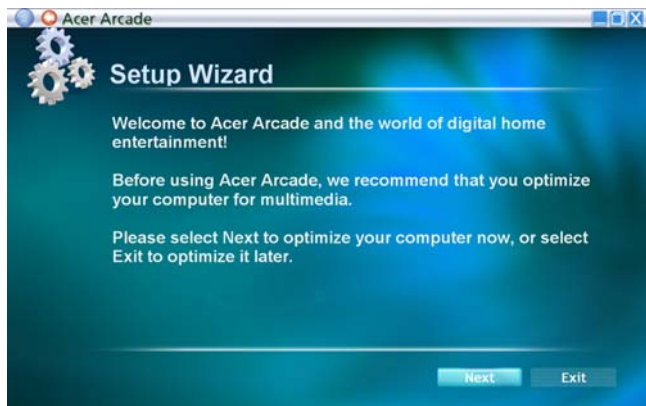 Acer Arcade
Setup Wizard
Welcome to Acer Arcade and the world of digital home
entertainment!
Before using Acer Arcade, we recommend that you optimize
your computer for multimedia.
Please select Next to optimize your computer now, or select
Exit to optimize it later.
Next Exit